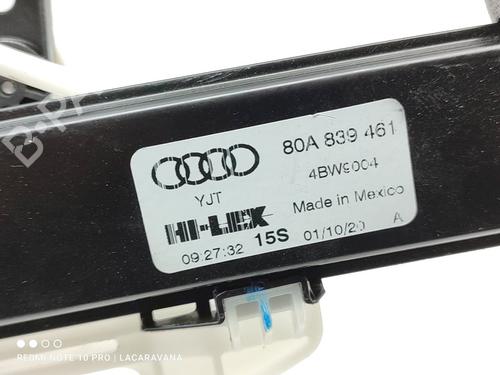 80A 839 461
4BW9004
YJT
Made in Mexico
HI-LEX
09:27:32 15S 01/10/20 A
REDMI NOTE 10 PRO | LACARAVANA